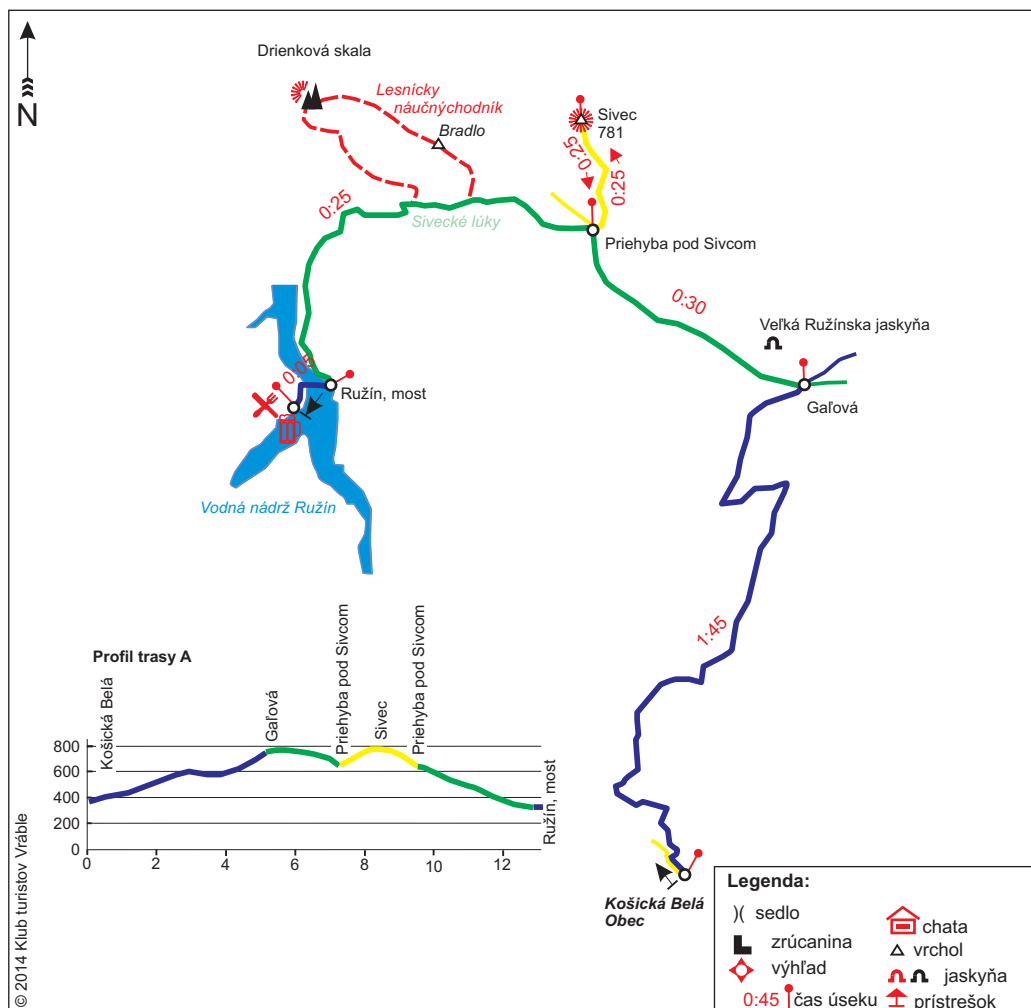 Drienková skala
Lesnícky
náučnýchodník
Bradlo
Sivec
781
0:25
0:25
0:25
Sivecké lúky
Priehyba pod Sivcom
0:30
Veľká Ružínska jaskyňa
Gaľová
0:05
Ružín, most
Vodná nádrž Ružín
1:45
N
Profil trasy A
Košická Belá
Gaľová
Priehyba pod Sivcom
Sivec
Priehyba pod Sivcom
Ružín, most
800
600
400
200
0
0 2 4 6 8 10 12
Košická Belá
Obec
Legenda:
sedlo
zrúcanina
výhľad
0:45 čas úseku
chata
vrchol
jaskyňa
prístrešok
© 2014 Klub turistov Vráble